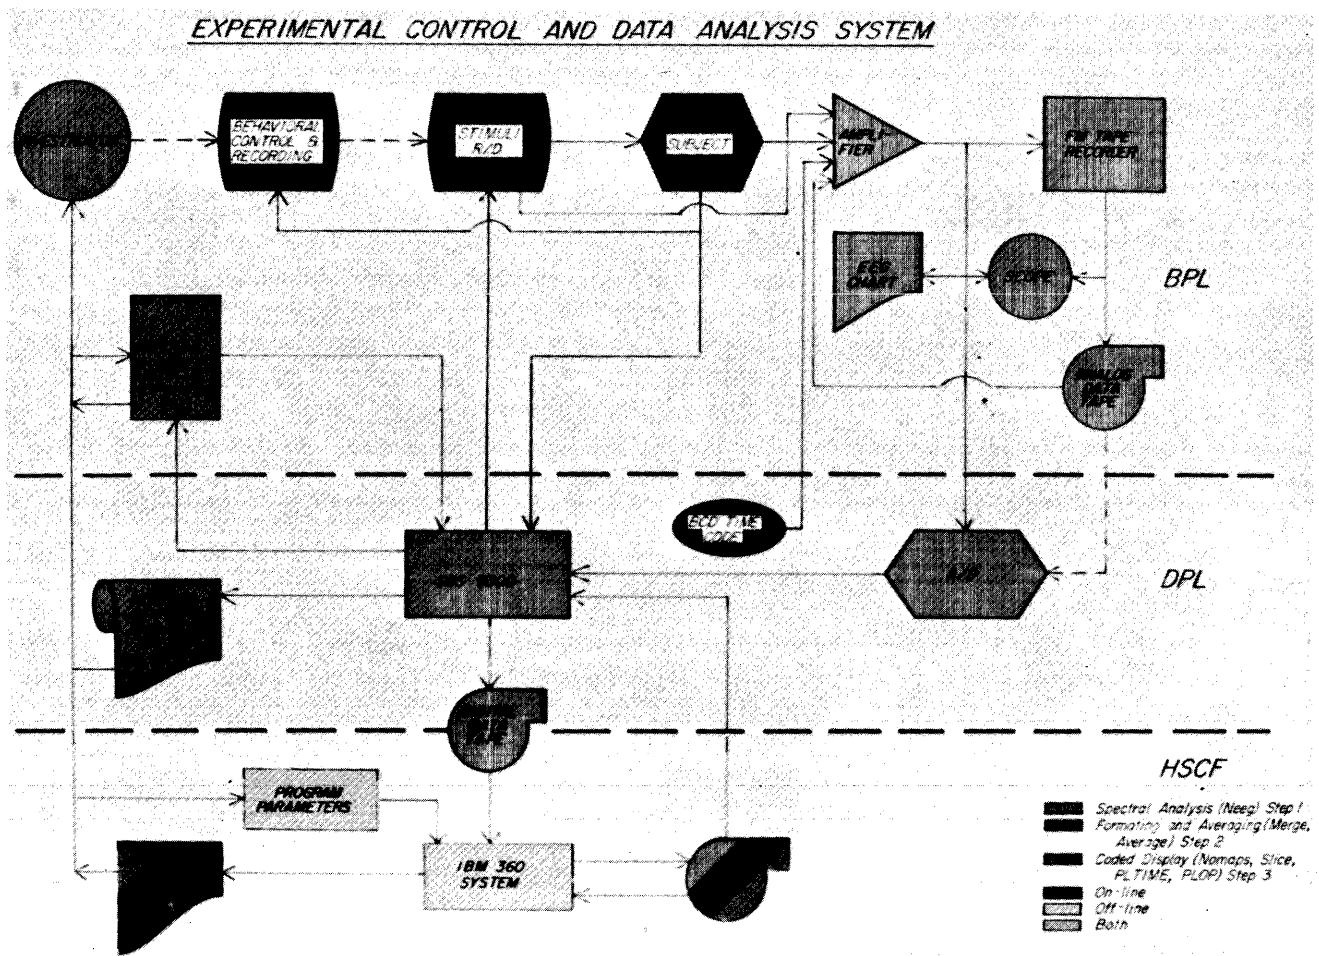 EXPERIMENTAL CONTROL AND DATA ANALYSIS SYSTEM
BEHAVIORAL
CONTROL &
RECORDING
STIMULI
R/D
SUBJECT
AMPLI-
FIER
FM TAPE
RECORDER
EEG
CHART
SCOPE
BPL
ANALOG
DATA
TAPE
BCD TIME
CODE
A/D
DPL
DATA
TAPE
HSCF
PROGRAM
PARAMETERS
IBM 360
SYSTEM
Spectral Analysis (Neeg) Step 1
Formating and Averaging (Merge,
Average) Step 2
Coded Display (Nomaps, Slice,
PLTIME, PLOP) Step 3
On-line
Off-line
Both